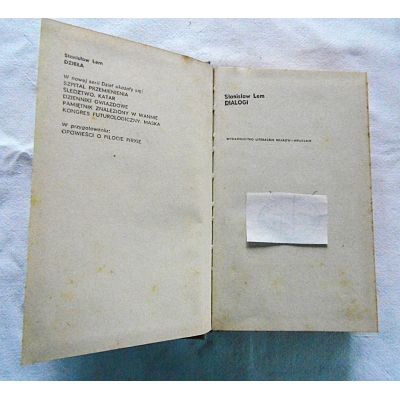 Stanisław Lem
DZIEŁA
W nowej serii Dzieł ukazały się:
SZPITAL PRZEMIENIENIA
ŚLEDZTWO. KATAR
DZIENNIKI GWIAZDOWE
PAMIĘTNIK ZNALEZIONY W WANNIE
KONGRES FUTUROLOGICZNY. MASKA
W przygotowaniu:
OPOWIEŚCI O PILOCIE PIRXIE
Stanisław Lem
DIALOGI
WYDAWNICTWO LITERACKIE KRAKÓW—WROCŁAW